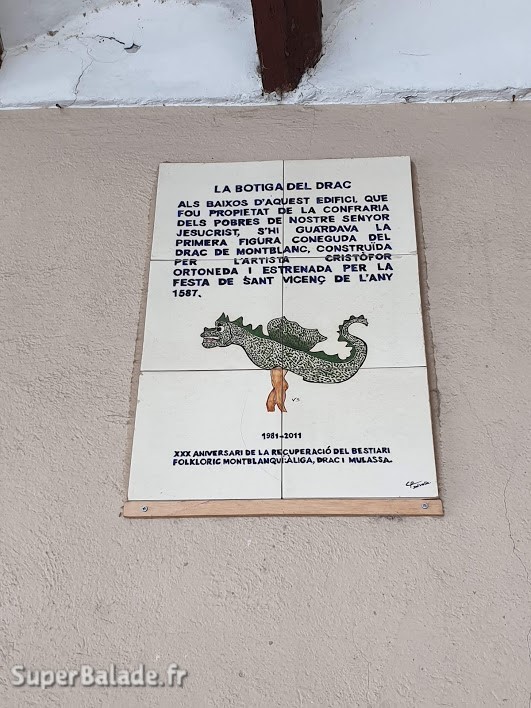 LA BOTIGA DEL DRAC
ALS BAIXOS D'AQUEST EDIFICI, QUE
FOU PROPIETAT DE LA CONFRARIA
DELS POBRES DE NOSTRE SENYOR
JESUCRIST, S'HI GUARDAVA LA
PRIMERA FIGURA CONEGUDA DEL
DRAC DE MONTBLANC, CONSTRUÏDA
PER L'ARTISTA CRISTÒFOR
ORTONEDA I ESTRENADA PER LA
FESTA DE SANT VICENÇ DE L'ANY
1587.
1981-2011
XXX ANIVERSARI DE LA RECUPERACIÓ DEL BESTIARI
FOLKLORIC MONTBLANQUÍ: ÀLIGA, DRAC I MULASSA.
SuperBalade.fr